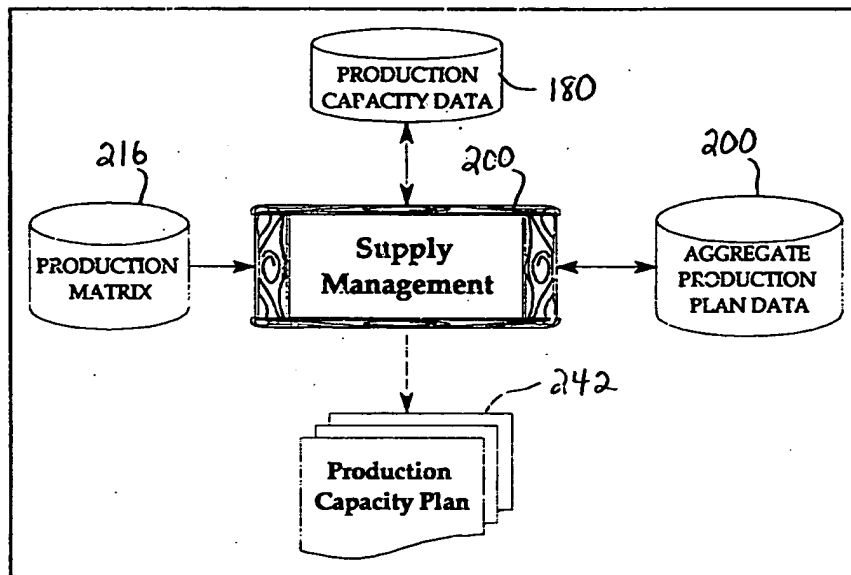 PRODUCTION
CAPACITY DATA
180
216
200
200
PRODUCTION
MATRIX
Supply
Management
AGGREGATE
PRODUCTION
PLAN DATA
242
Production
Capacity Plan